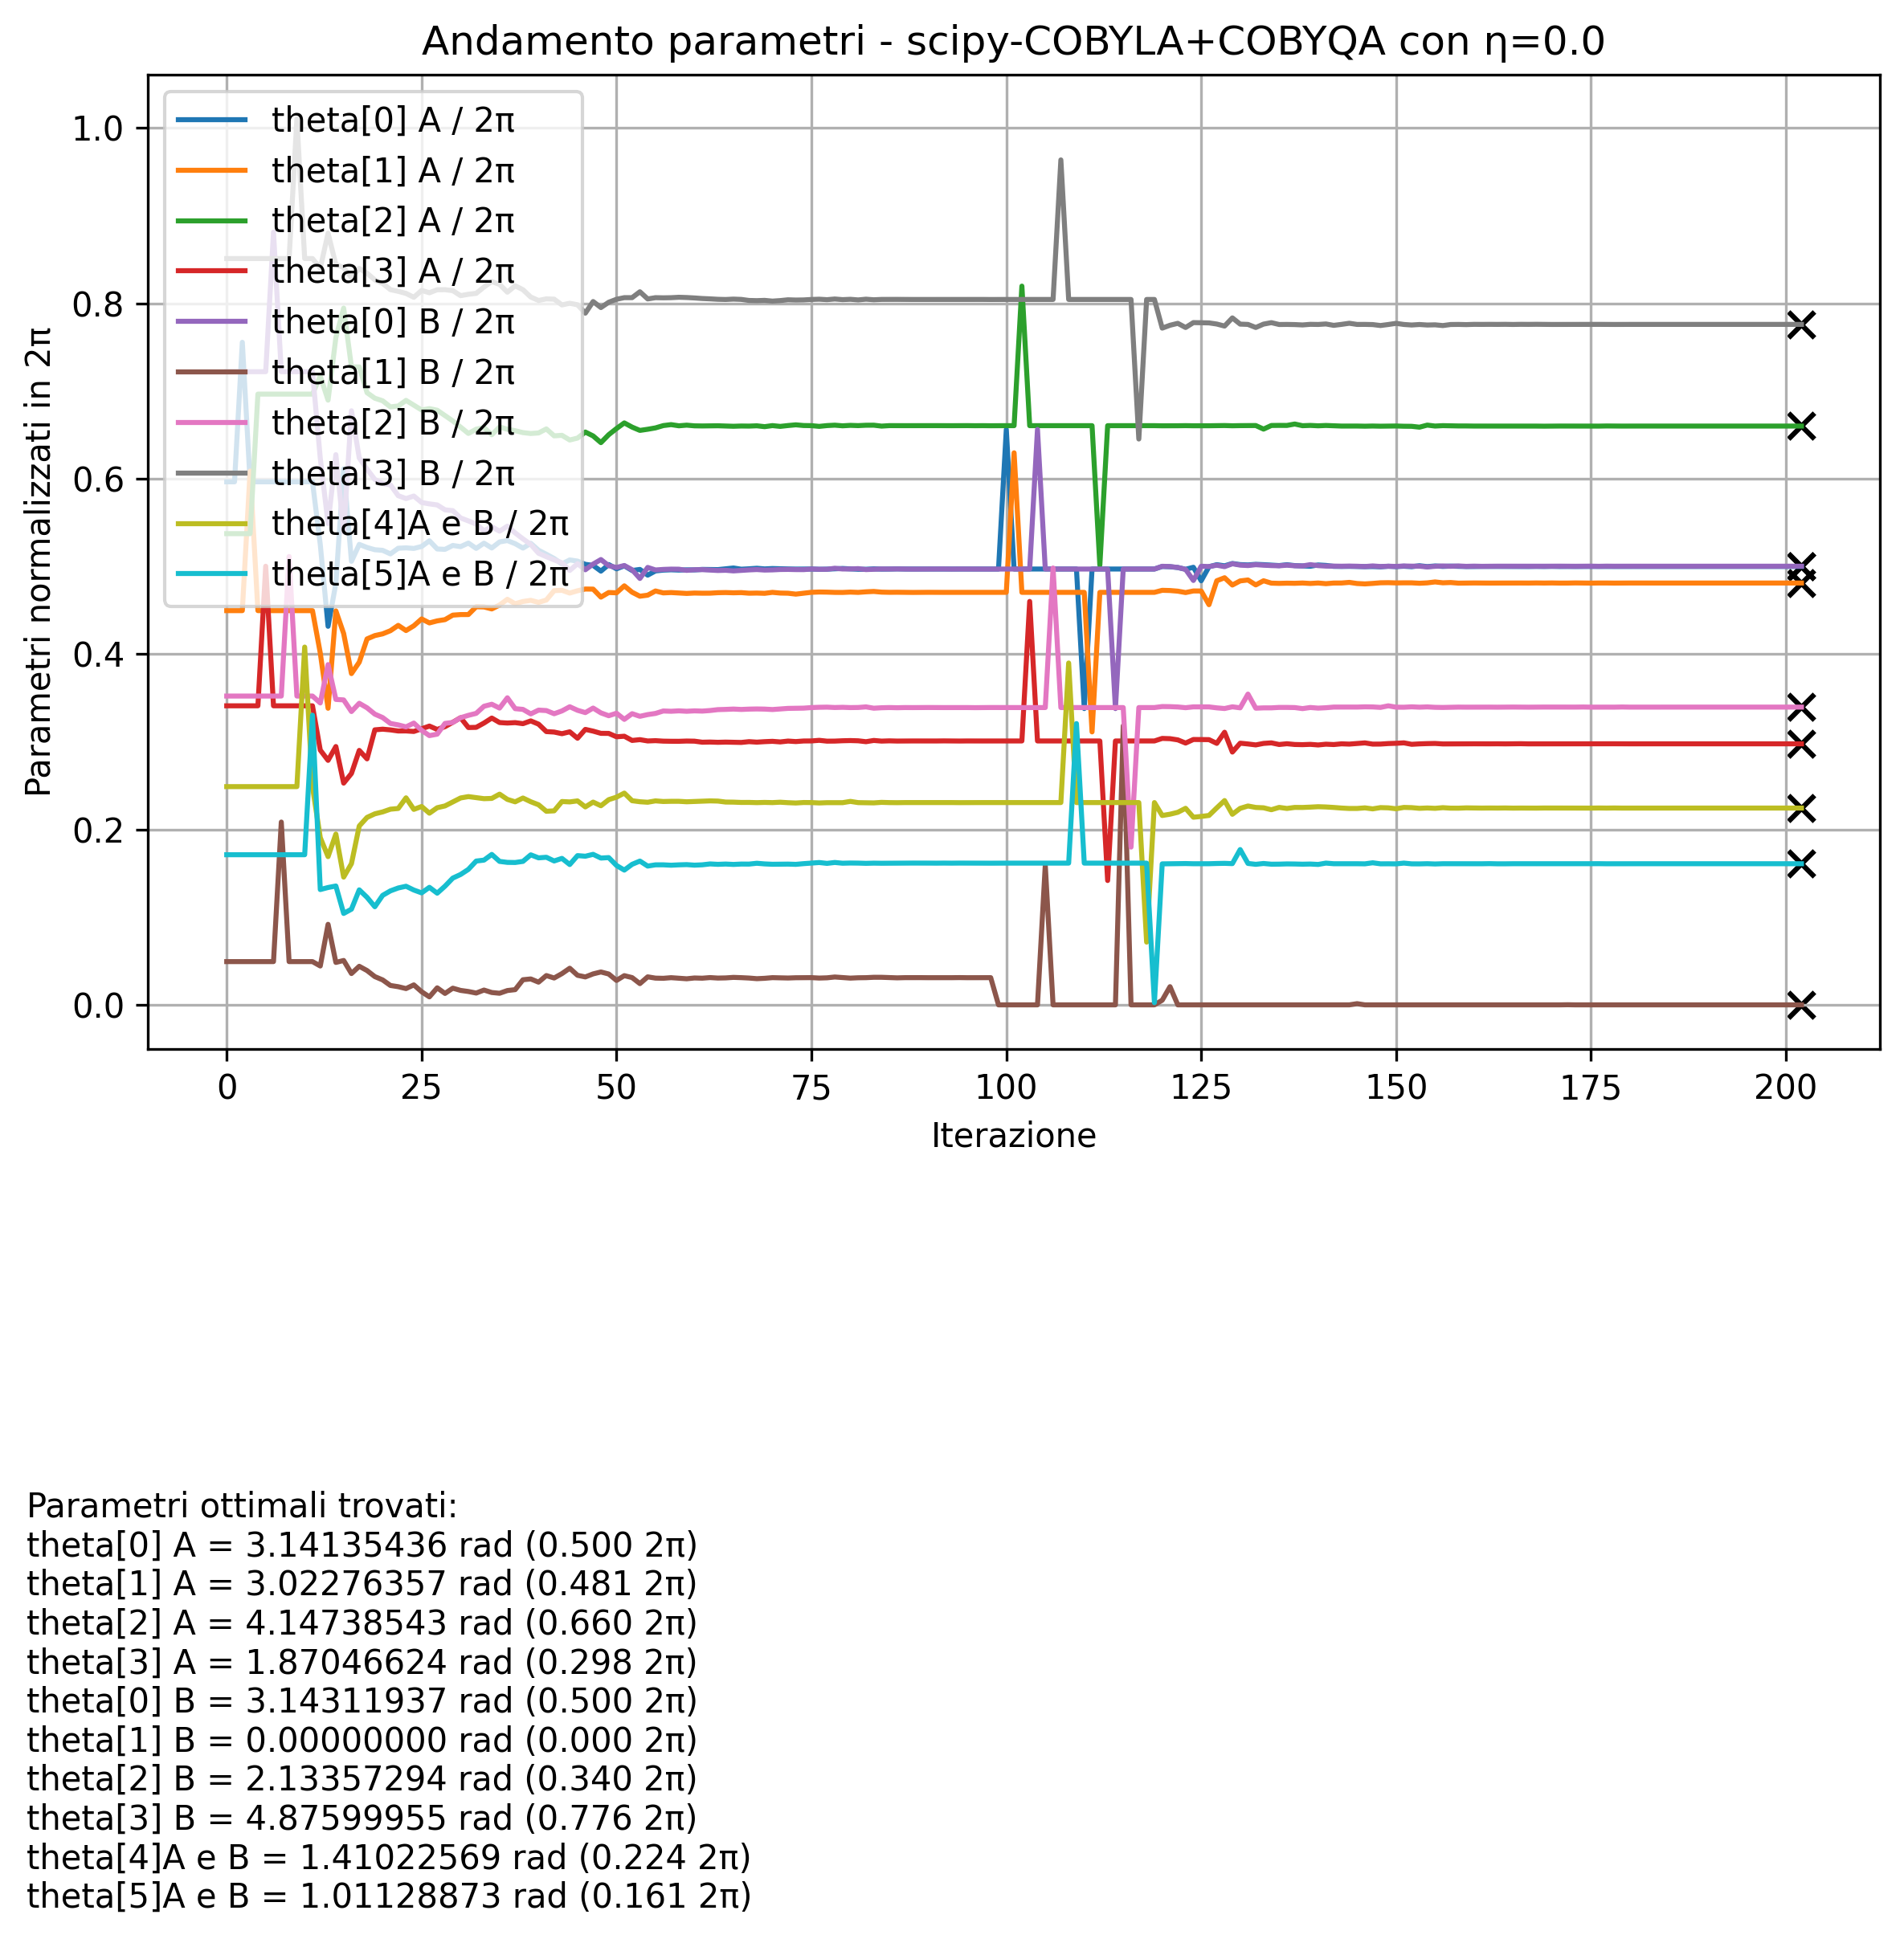 Andamento parametri - scipy-COBYLA+COBYQA con η=0.0
Parametri normalizzati in 2π
1.0
0.8
0.6
0.4
0.2
0.0
theta[0] A / 2π
theta[1] A / 2π
theta[2] A / 2π
theta[3] A / 2π
theta[0] B / 2π
theta[1] B / 2π
theta[2] B / 2π
theta[3] B / 2π
theta[4]A e B / 2π
theta[5]A e B / 2π
0 25 50 75 100 125 150 175 200
Iterazione
Parametri ottimali trovati:
theta[0] A = 3.14135436 rad (0.500 2π)
theta[1] A = 3.02276357 rad (0.481 2π)
theta[2] A = 4.14738543 rad (0.660 2π)
theta[3] A = 1.87046624 rad (0.298 2π)
theta[0] B = 3.14311937 rad (0.500 2π)
theta[1] B = 0.00000000 rad (0.000 2π)
theta[2] B = 2.13357294 rad (0.340 2π)
theta[3] B = 4.87599955 rad (0.776 2π)
theta[4]A e B = 1.41022569 rad (0.224 2π)
theta[5]A e B = 1.01128873 rad (0.161 2π)